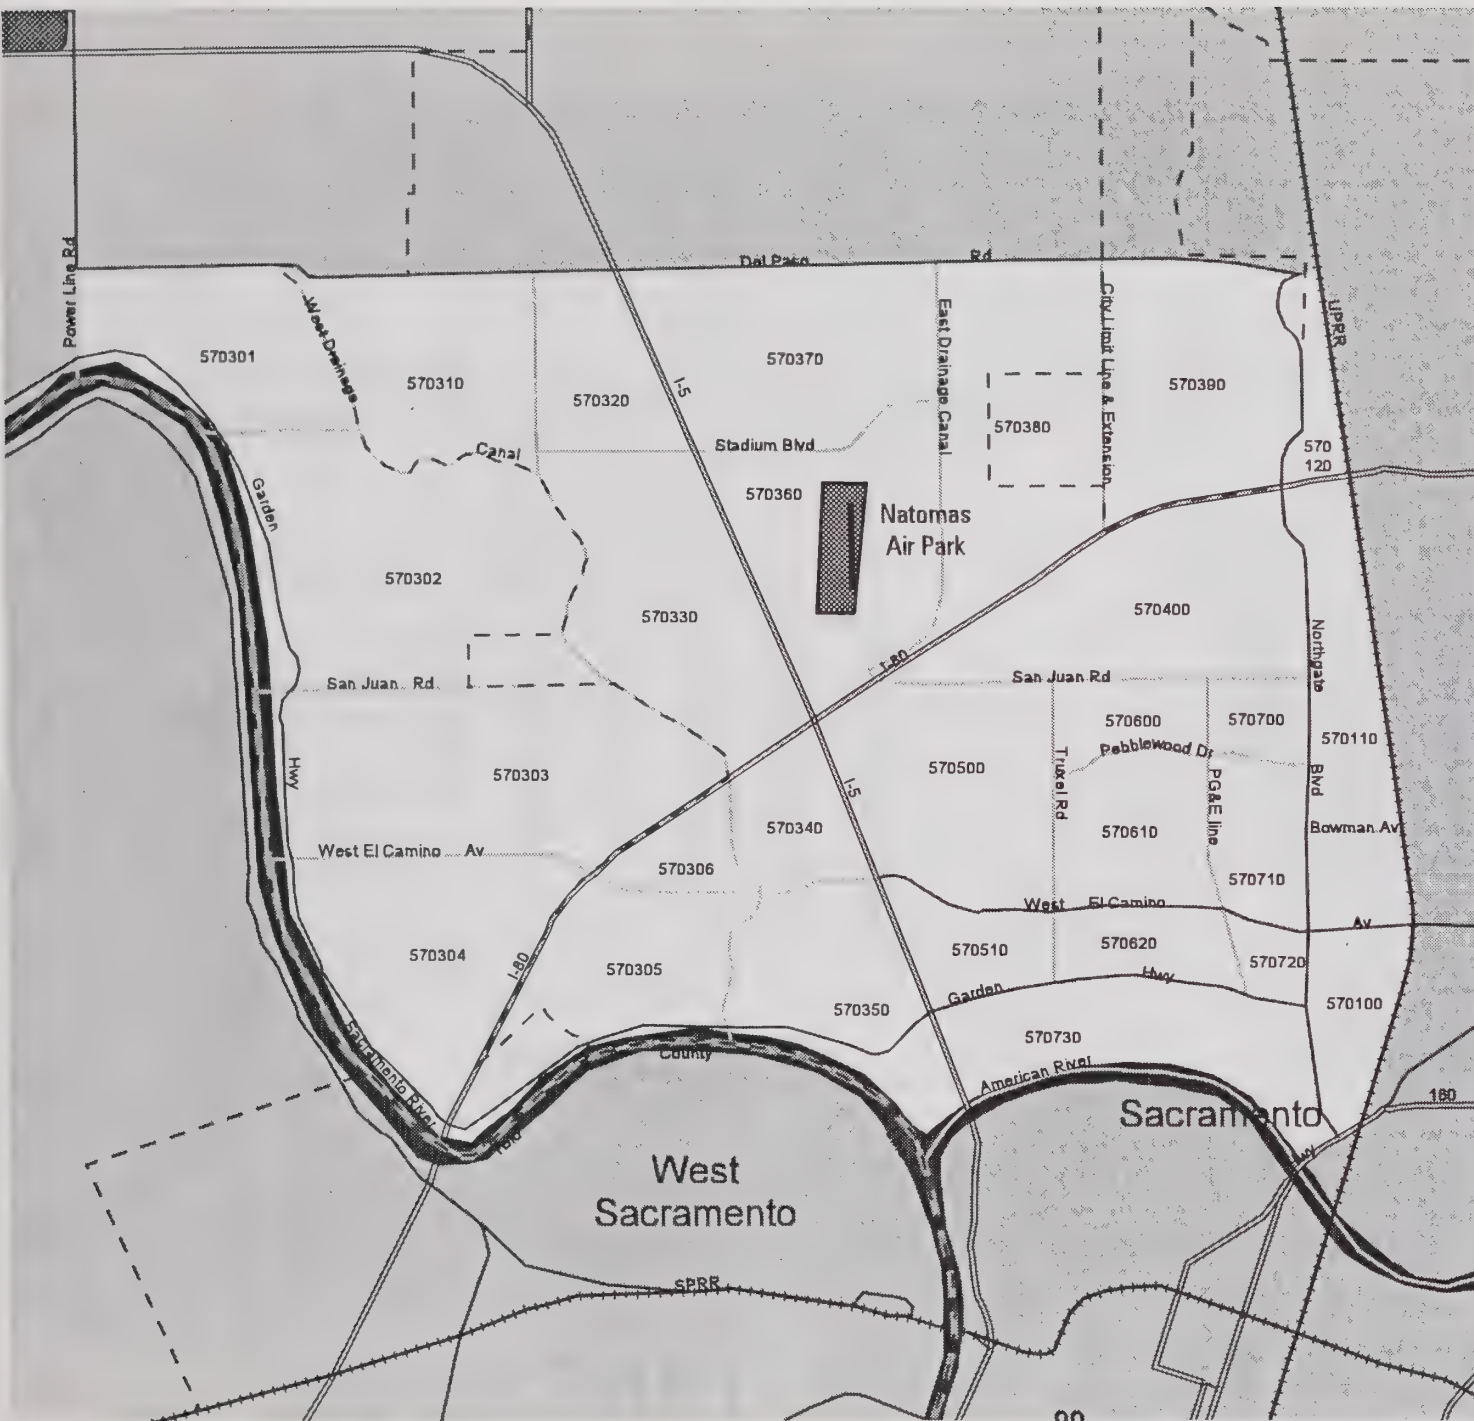 Power Line Rd
Del Paso Rd
UPRR
West Drainage
Canal
570301
570310
570320
I-5
570370
East Drainage Canal
City Limit Line & Extension
570380
570390
570
120
Stadium Blvd
570360
Natomas
Air Park
Garden
Hwy
570302
570330
570400
I-80
San Juan Rd
San Juan Rd
Northgate
Blvd
570600
570700
570110
Pebblewood Dr
570303
570500
Truxel Rd
PG&E line
I-5
570340
570610
Bowman Av
West El Camino Av
570306
570710
West El Camino
Av
570304
I-80
570305
570510
570620
570720
Garden
Hwy
570350
570100
570730
Sacramento River
County
Yolo
American River
Sacramento
160
Hwy
West
Sacramento
SPRR